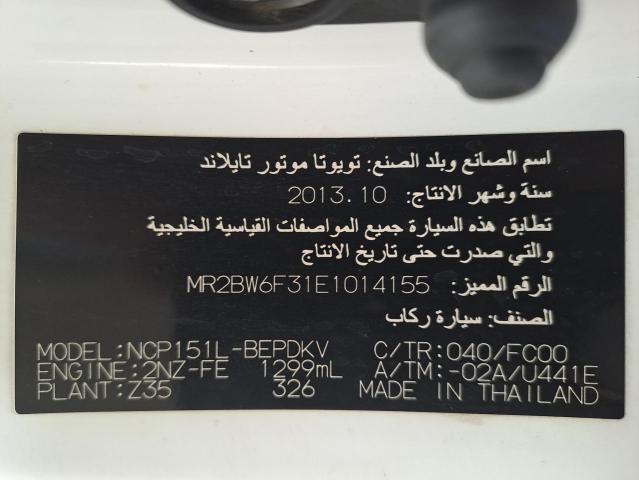 اسم الصانع وبلد الصنع: تويوتا موتور تايلاند
سنة وشهر الانتاج: 2013.10
تطابق هذه السيارة جميع المواصفات القياسية الخليجية
والتي صدرت حتى تاريخ الانتاج
الرقم المميز: MR2BW6F31E1014155
الصنف: سيارة ركاب
MODEL:NCP151L-BEPDKV C/TR:040/FC00
ENGINE:2NZ-FE 1299mL A/TM:-02A/U441E
PLANT:Z35 326 MADE IN THAILAND